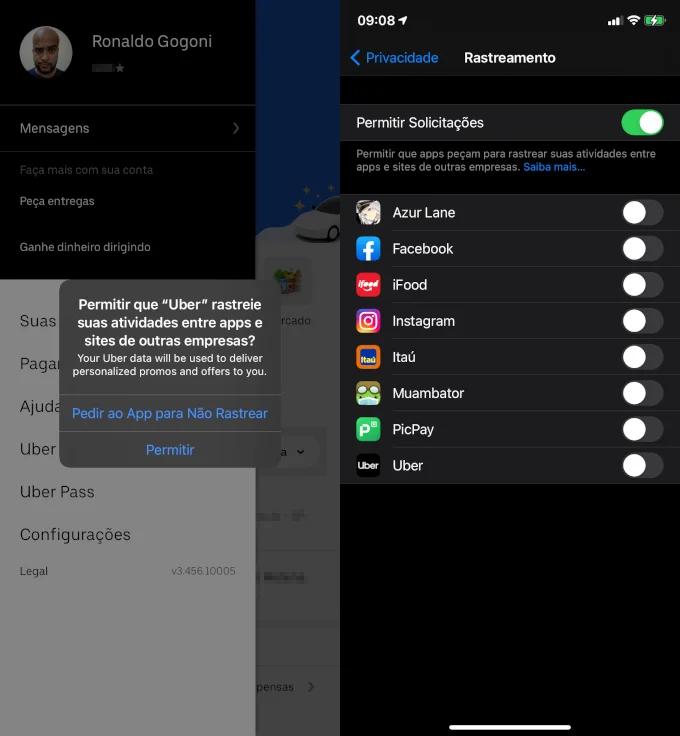 Ronaldo Gogoni
Mensagens
Faça mais com sua conta
Peça entregas
Ganhe dinheiro dirigindo
Permitir que “Uber” rastreie
suas atividades entre apps e
sites de outras empresas?
Your Uber data will be used to deliver
personalized promos and offers to you.
Pedir ao App para Não Rastrear
Permitir
Suas
Ajuda
Uber
Uber Pass
Configurações
Legal
v3.456.10005
09:08
Privacidade
Rastreamento
Permitir Solicitações
Permitir que apps peçam para rastrear suas atividades entre
apps e sites de outras empresas. Saiba mais...
Azur Lane
Facebook
ifood
iFood
Instagram
Itaú
Itaú
Muambator
PicPay
Uber
Uber